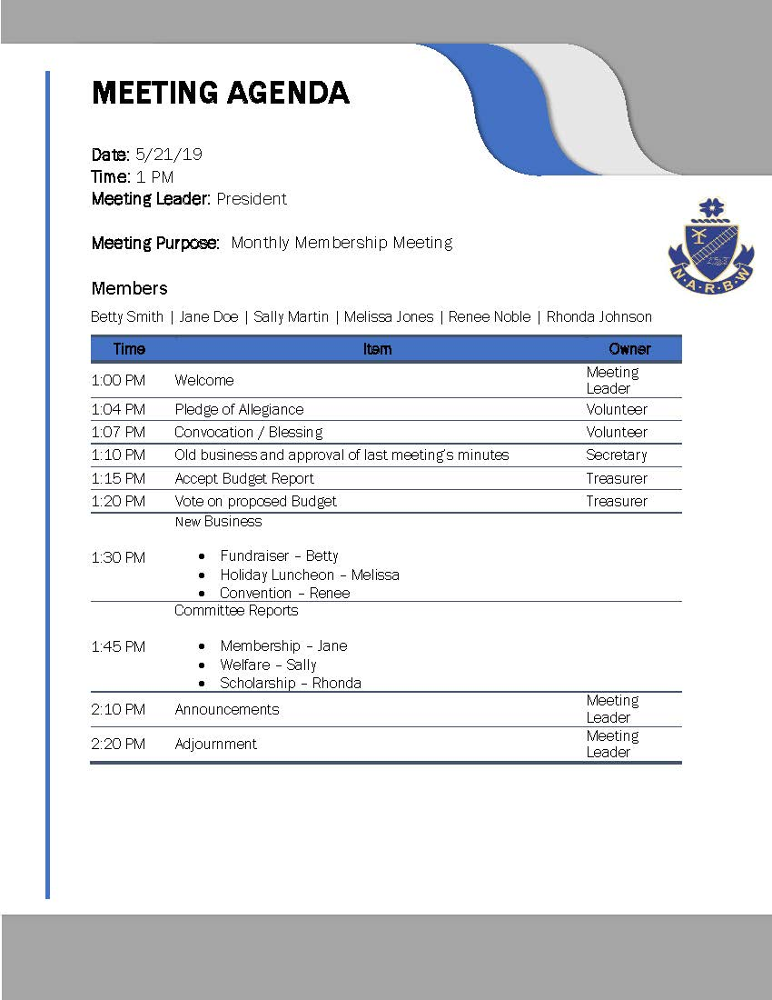 MEETING AGENDA
Date: 5/21/19
Time: 1 PM
Meeting Leader: President
Meeting Purpose: Monthly Membership Meeting
N·A·R·B·W
Members
Betty Smith | Jane Doe | Sally Martin | Melissa Jones | Renee Noble | Rhonda Johnson
Time Item Owner
1:00 PM Welcome Meeting Leader
1:04 PM Pledge of Allegiance Volunteer
1:07 PM Convocation / Blessing Volunteer
1:10 PM Old business and approval of last meeting's minutes Secretary
1:15 PM Accept Budget Report Treasurer
1:20 PM Vote on proposed Budget Treasurer
New Business
1:30 PM • Fundraiser – Betty
• Holiday Luncheon – Melissa
• Convention – Renee
Committee Reports
1:45 PM • Membership – Jane
• Welfare – Sally
• Scholarship – Rhonda
2:10 PM Announcements Meeting Leader
2:20 PM Adjournment Meeting Leader